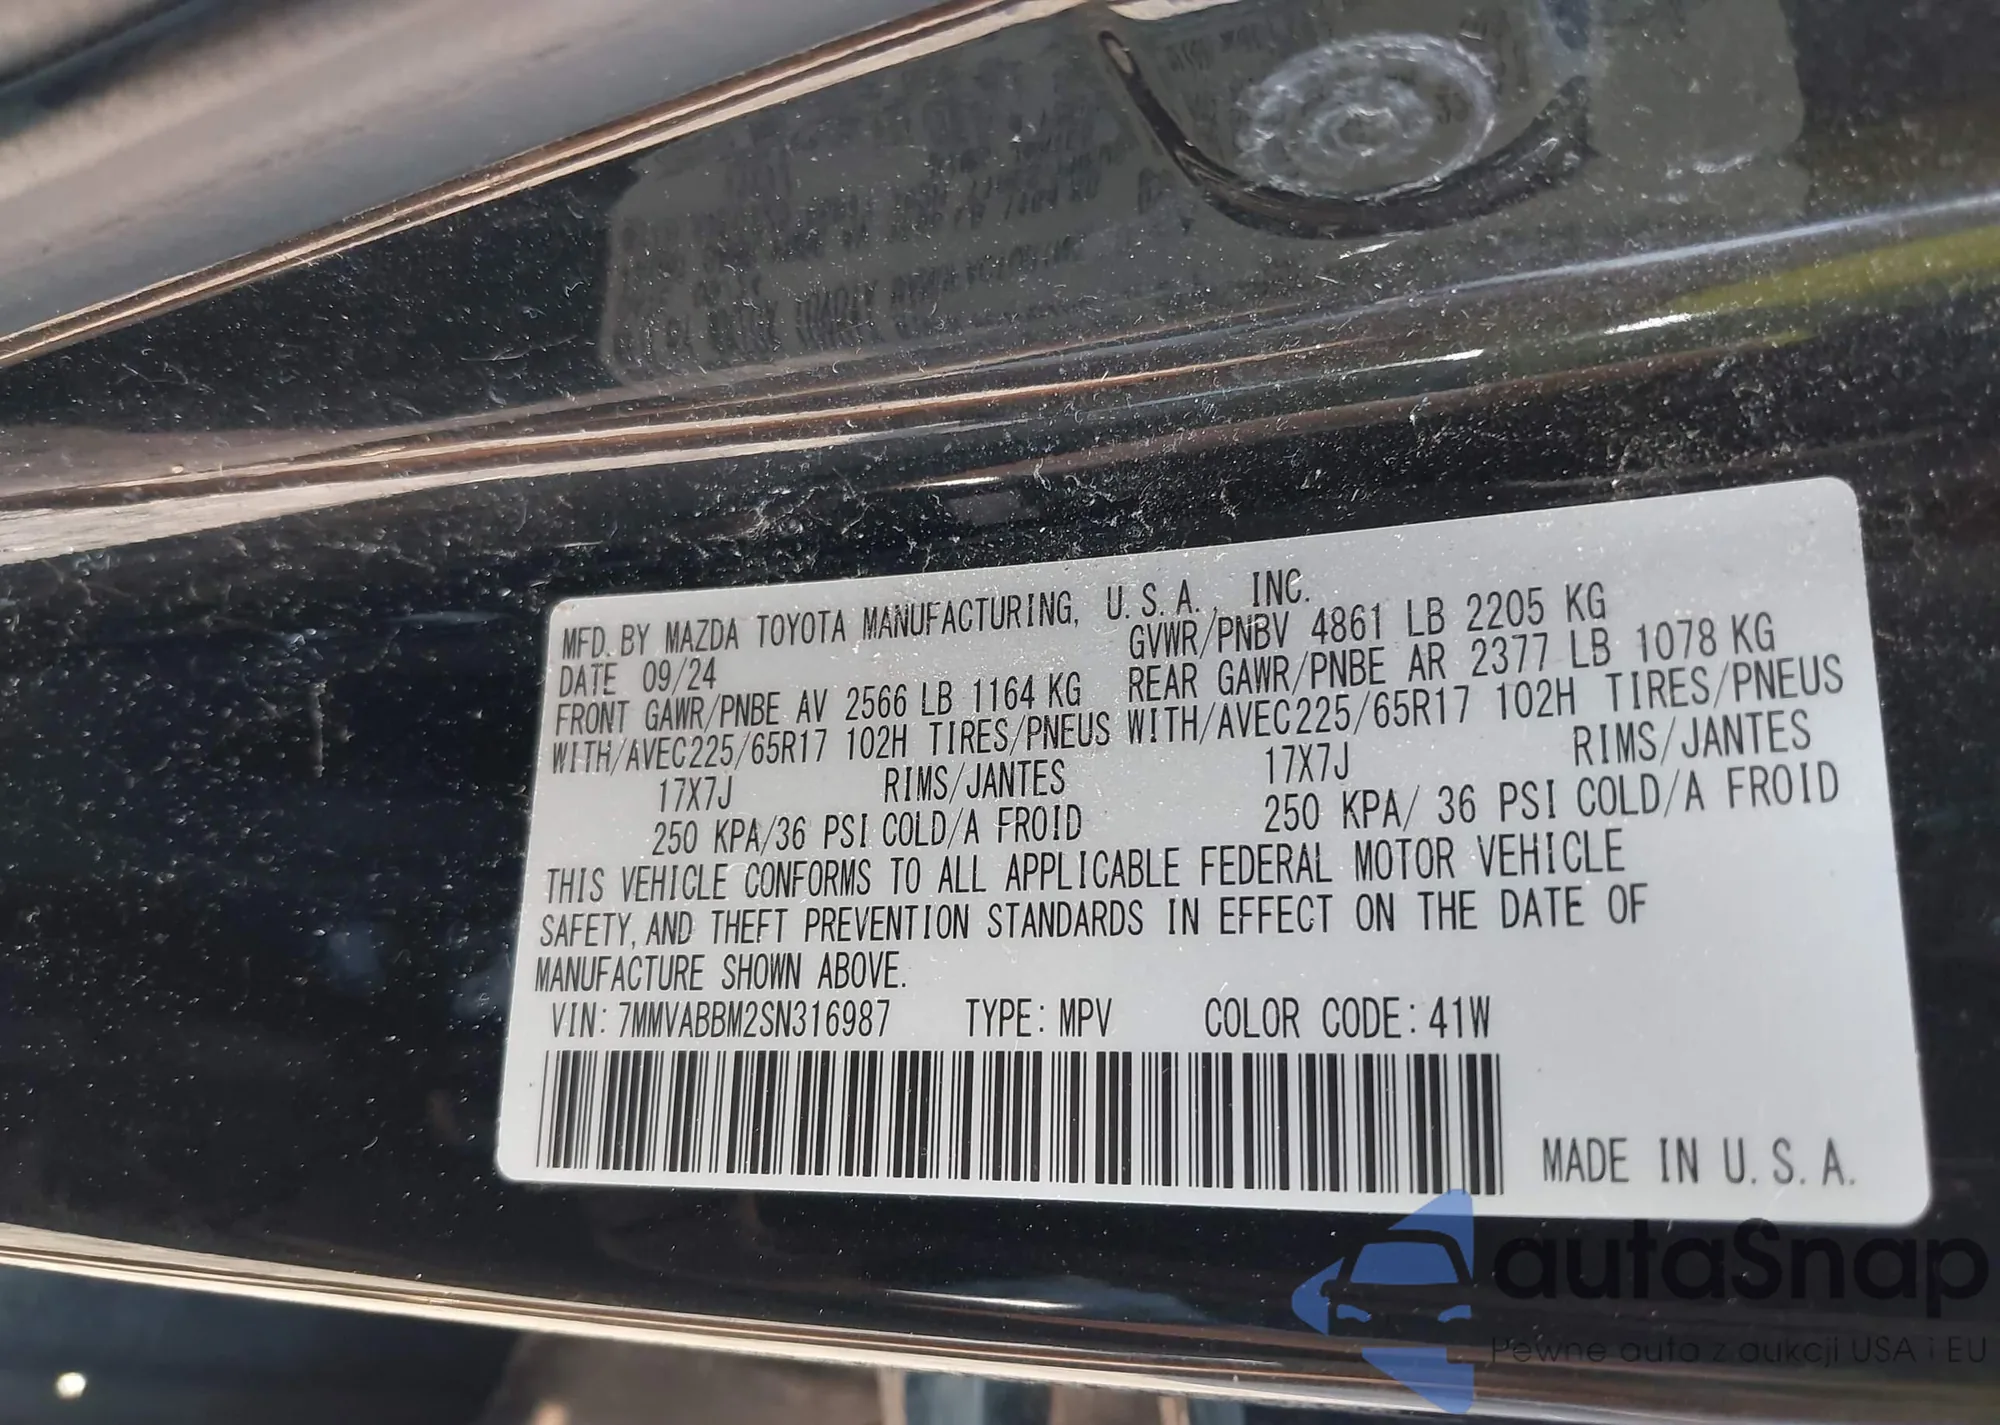 MFD. BY MAZDA TOYOTA MANUFACTURING, U.S.A., INC.
DATE 09/24 GVWR/PNBV 4861 LB 2205 KG
FRONT GAWR/PNBE AV 2566 LB 1164 KG REAR GAWR/PNBE AR 2377 LB 1078 KG
WITH/AVEC225/65R17 102H TIRES/PNEUS WITH/AVEC225/65R17 102H TIRES/PNEUS
17X7J RIMS/JANTES 17X7J RIMS/JANTES
250 KPA/36 PSI COLD/A FROID 250 KPA/ 36 PSI COLD/A FROID
THIS VEHICLE CONFORMS TO ALL APPLICABLE FEDERAL MOTOR VEHICLE
SAFETY, AND THEFT PREVENTION STANDARDS IN EFFECT ON THE DATE OF
MANUFACTURE SHOWN ABOVE.
VIN: 7MMVABBM2SN316987 TYPE: MPV COLOR CODE: 41W
MADE IN U.S.A.
autaSnap
Pewne auta z aukcji USA i EU